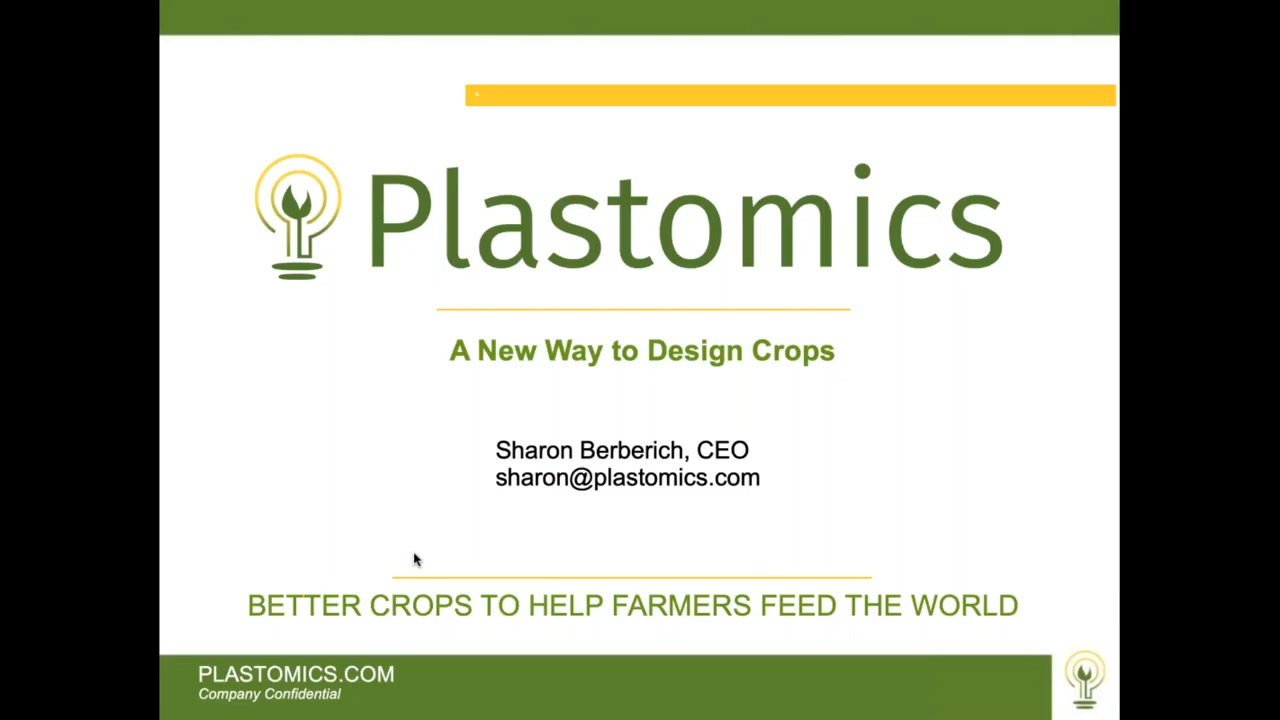 Plastomics
A New Way to Design Crops
Sharon Berberich, CEO
sharon@plastomics.com
BETTER CROPS TO HELP FARMERS FEED THE WORLD
PLASTOMICS.COM
Company Confidential